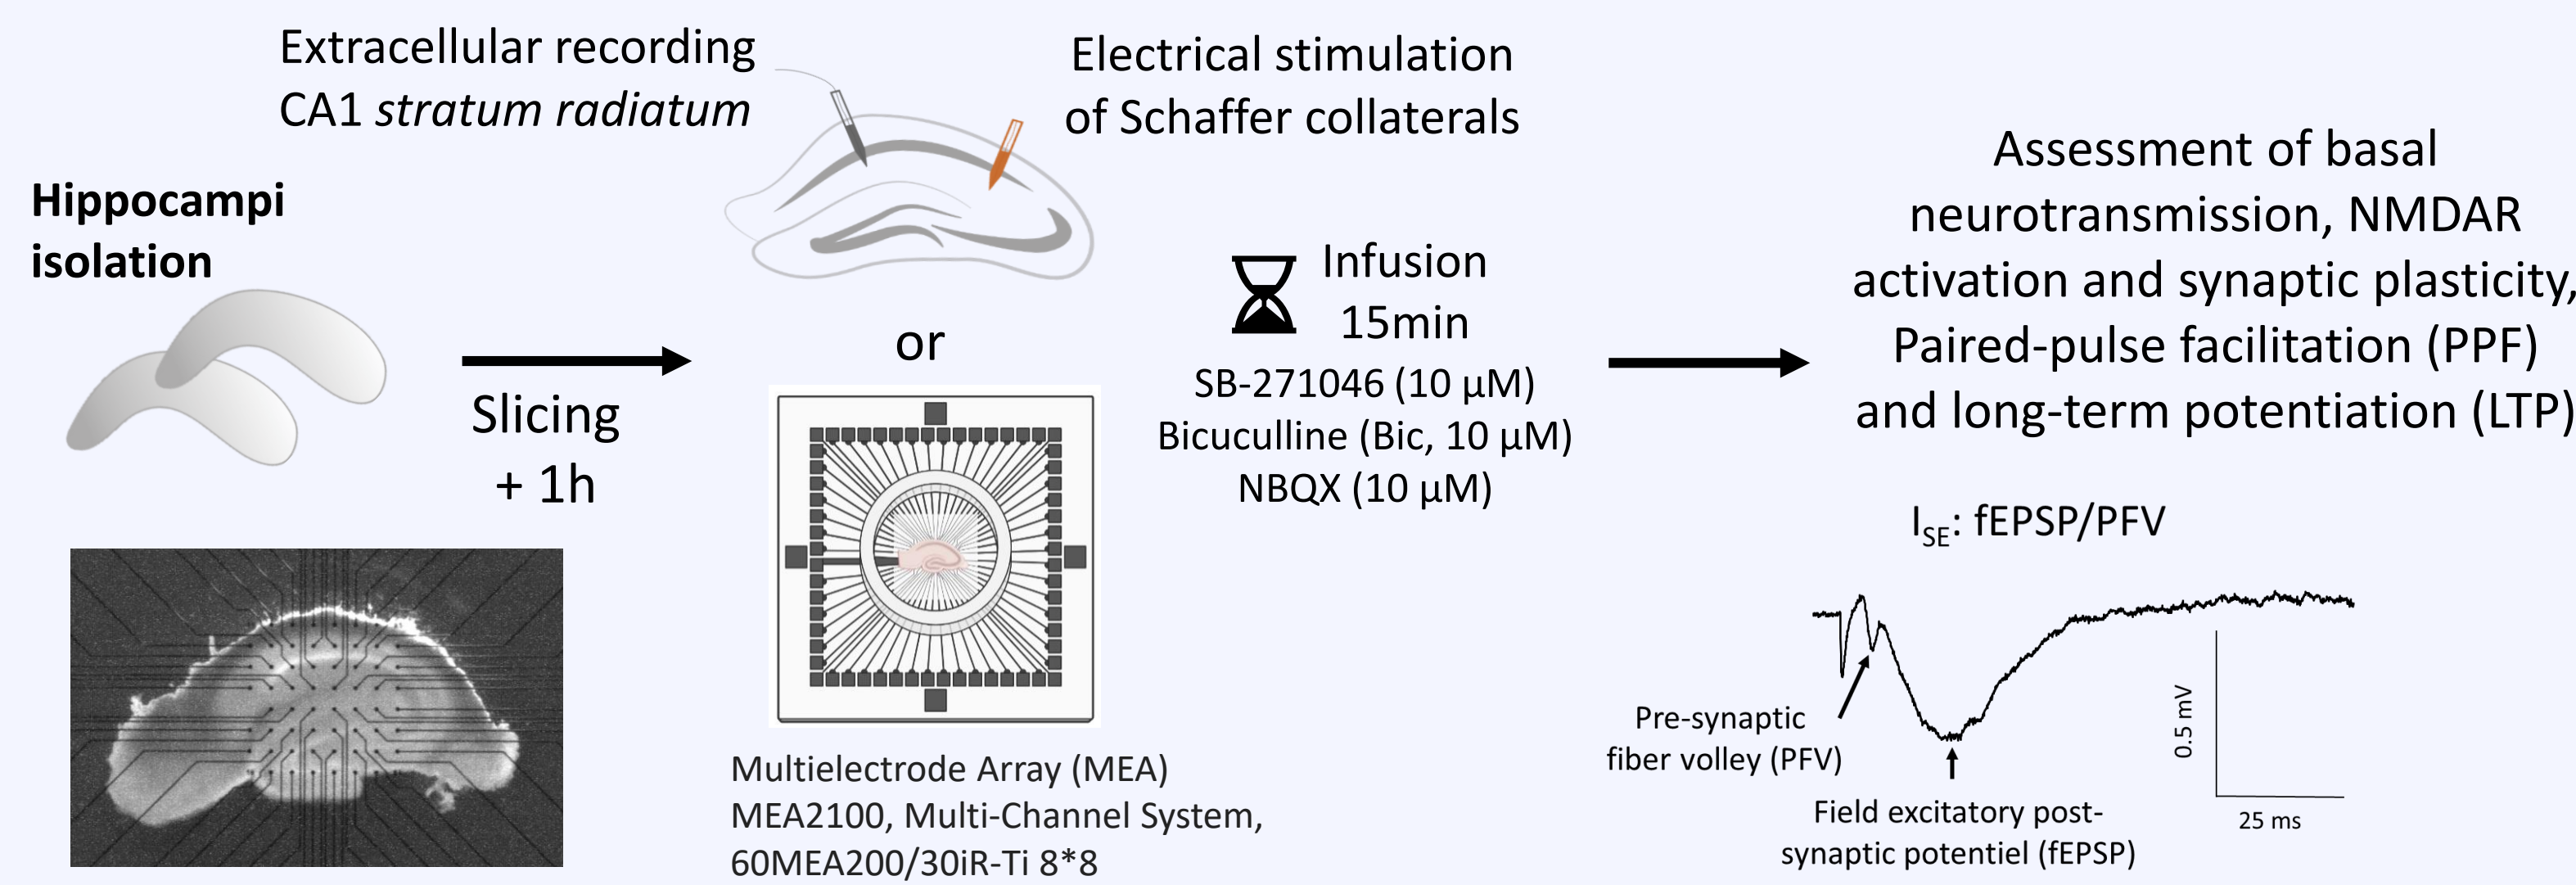 Extracellular recording
CA1 stratum radiatum
Electrical stimulation
of Schaffer collaterals
Hippocampi
isolation
Slicing
+ 1h
or
Infusion
15min
SB-271046 (10 µM)
Bicuculline (Bic, 10 µM)
NBQX (10 µM)
Multielectrode Array (MEA)
MEA2100, Multi-Channel System,
60MEA200/30iR-Ti 8*8
Assessment of basal
neurotransmission, NMDAR
activation and synaptic plasticity,
Paired-pulse facilitation (PPF)
and long-term potentiation (LTP)
ISE: fEPSP/PFV
Pre-synaptic
fiber volley (PFV)
Field excitatory post-
synaptic potentiel (fEPSP)
0.5 mV
25 ms